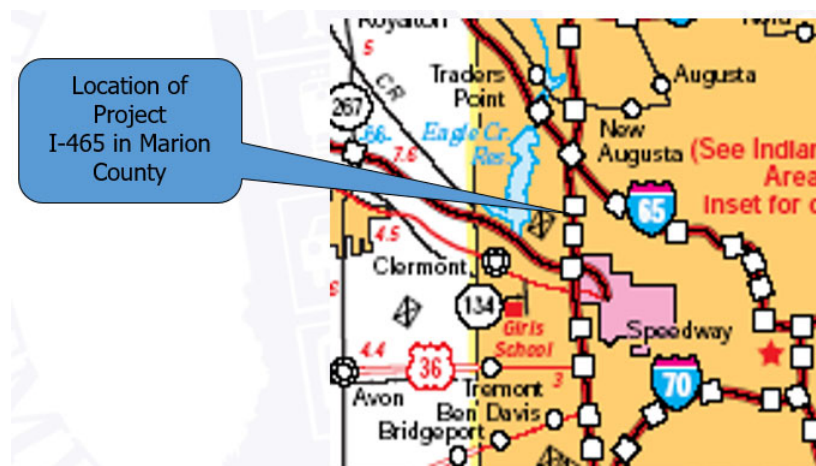 Location of
Project
I-465 in Marion
County
Royalton
5
CR
267
66
7.6
4.5
Traders
Point
Eagle Cr.
Res.
Augusta
New
Augusta
(See Indian
Area
Inset for
65
Clermont
134
Girls
School
Speedway
4.4
36
3
Avon
Tremont
Ben Davis
Bridgeport
70